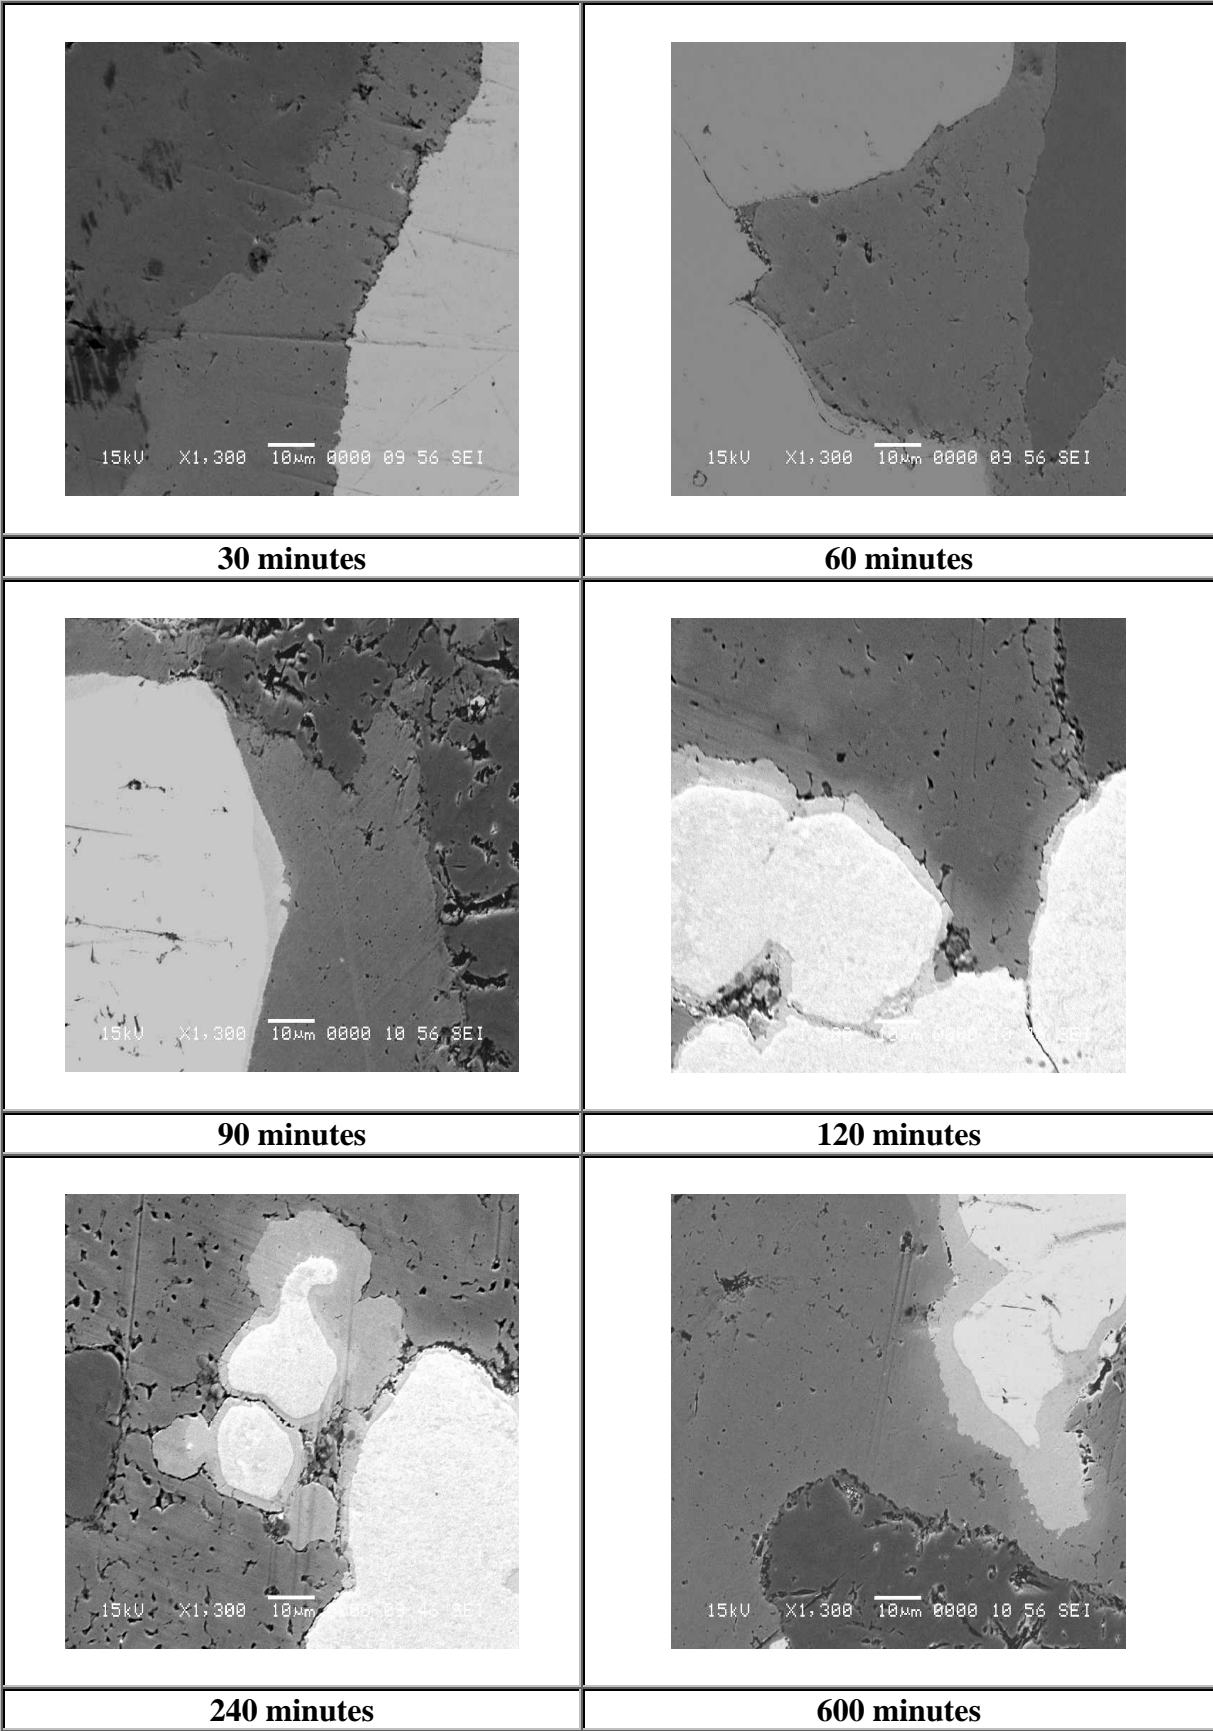 15kV X1,300 10µm 0000 09 56 SEI
15kV X1,300 10µm 0000 09 56 SEI
30 minutes
60 minutes
15kV X1,300 10µm 0000 10 56 SEI
90 minutes
120 minutes
15kV X1,300 10µm
15kV X1,300 10µm 0000 10 56 SEI
240 minutes
600 minutes